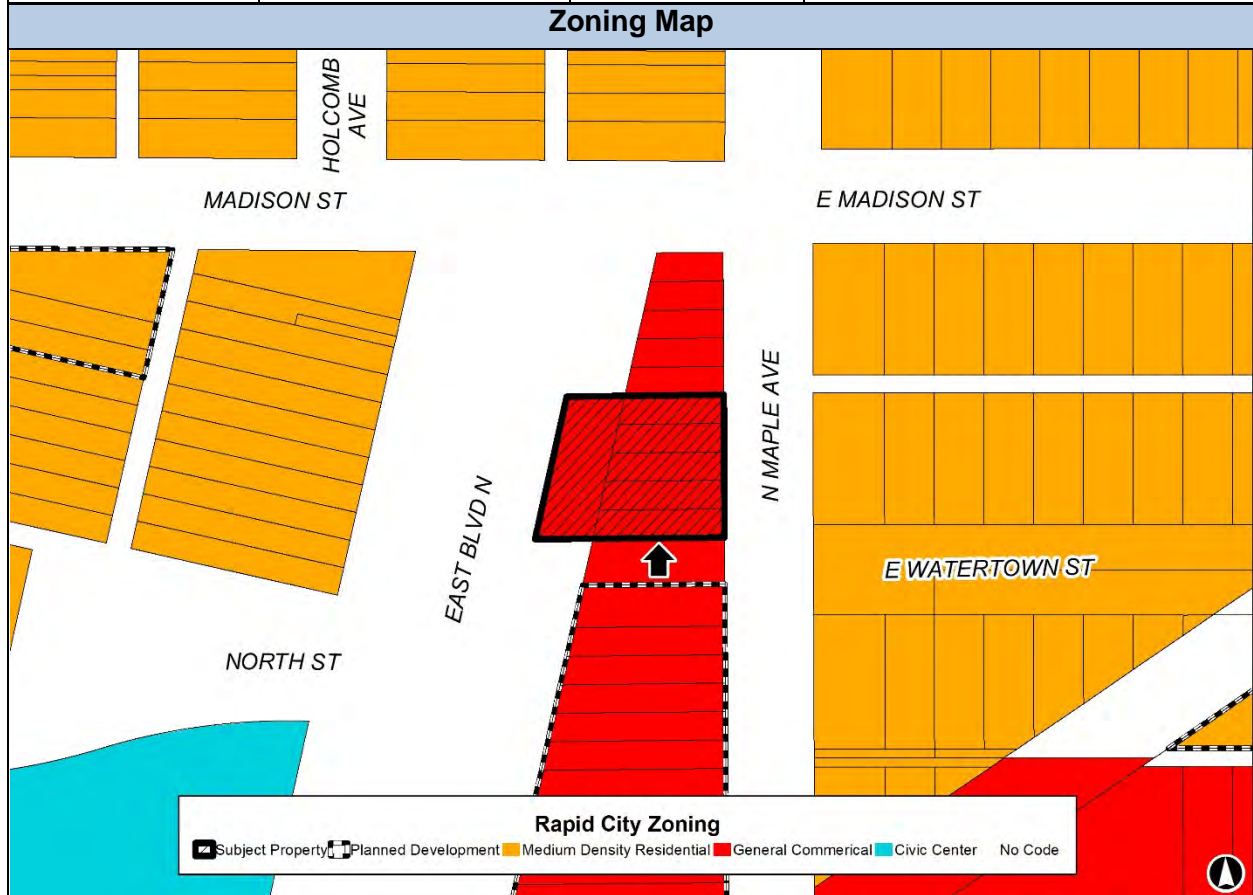 Zoning Map
HOLCOMB
AVE
MADISON ST
E MADISON ST
N MAPLE AVE
EAST BLVD N
E WATERTOWN ST
NORTH ST
Rapid City Zoning
Subject Property Planned Development Medium Density Residential General Commerical Civic Center No Code